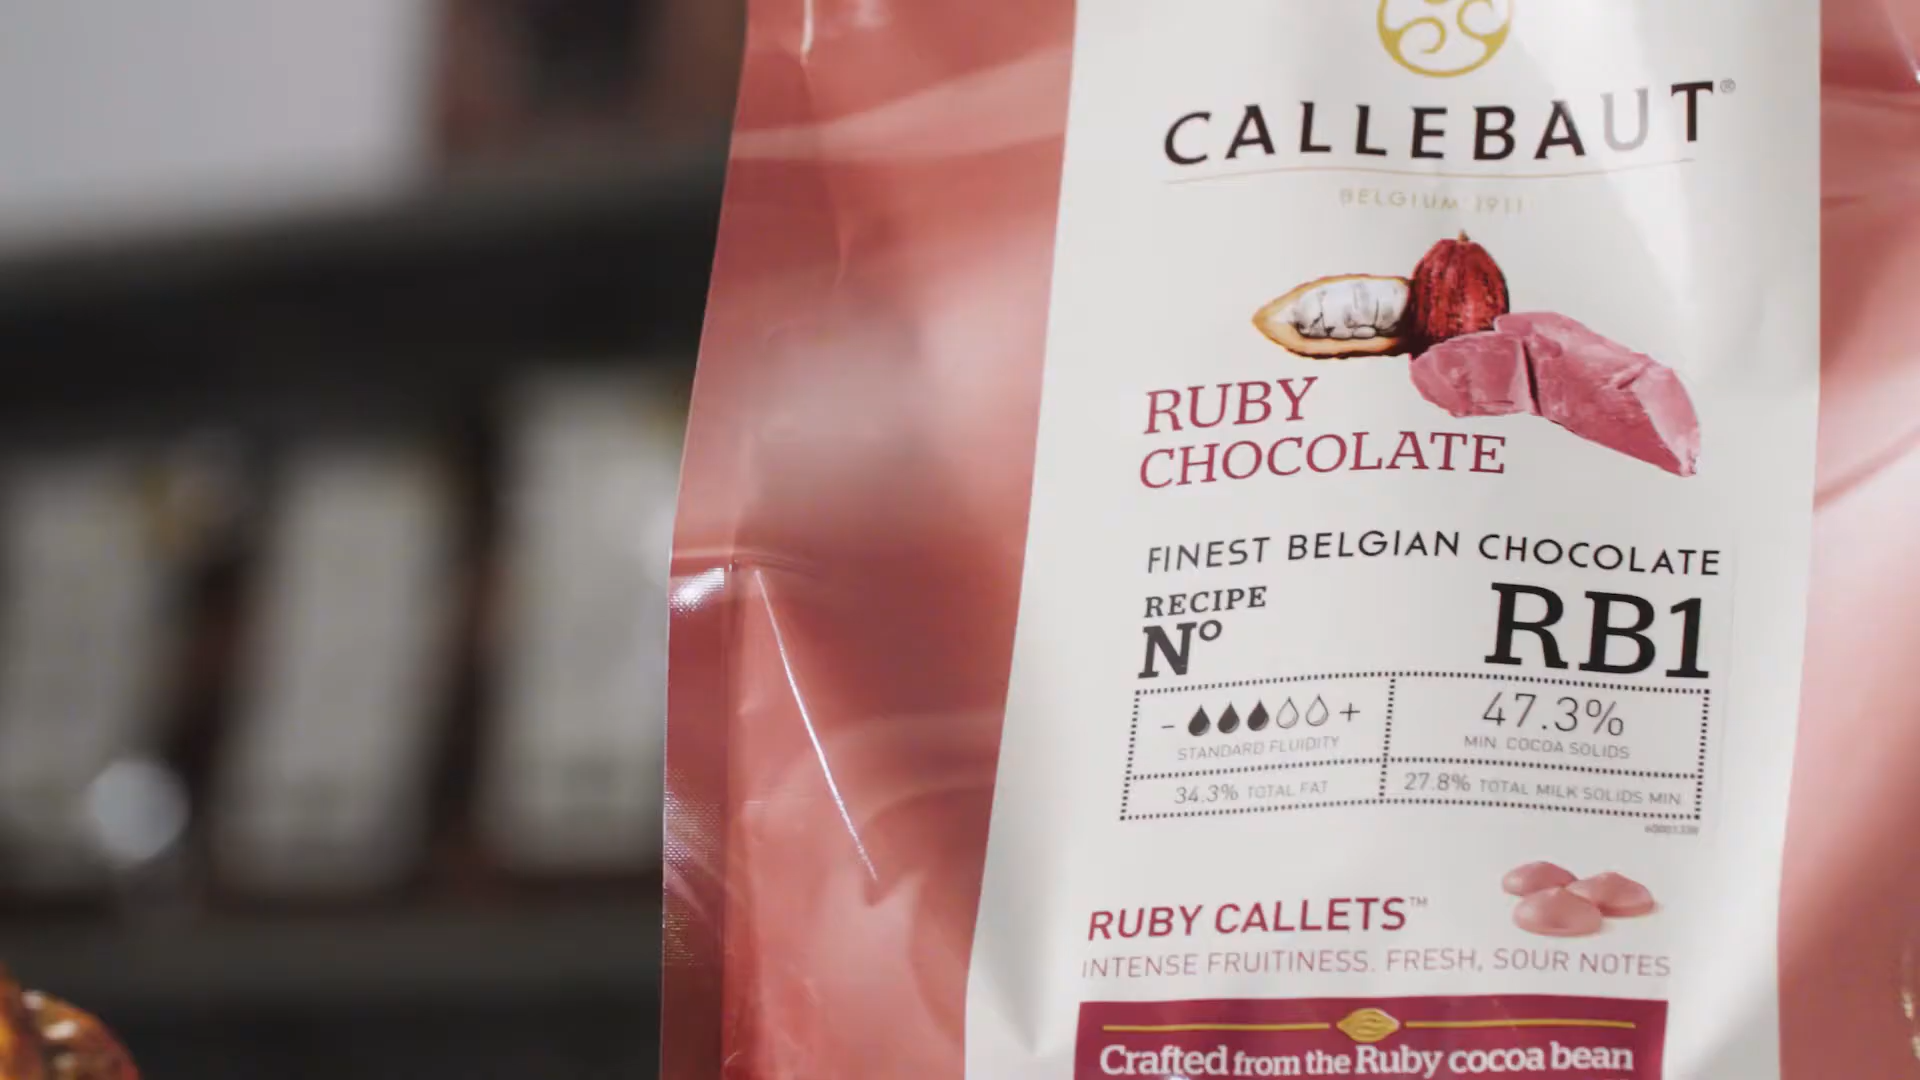 CALLEBAUT®
BELGIUM 1911
RUBY
CHOCOLATE
FINEST BELGIAN CHOCOLATE
RECIPE
Nº
RB1
- +
STANDARD FLUIDITY
47.3%
MIN. COCOA SOLIDS
34.3% TOTAL FAT
27.8% TOTAL MILK SOLIDS MIN.
RUBY CALLETS™
INTENSE FRUITINESS. FRESH, SOUR NOTES
Crafted from the Ruby cocoa bean